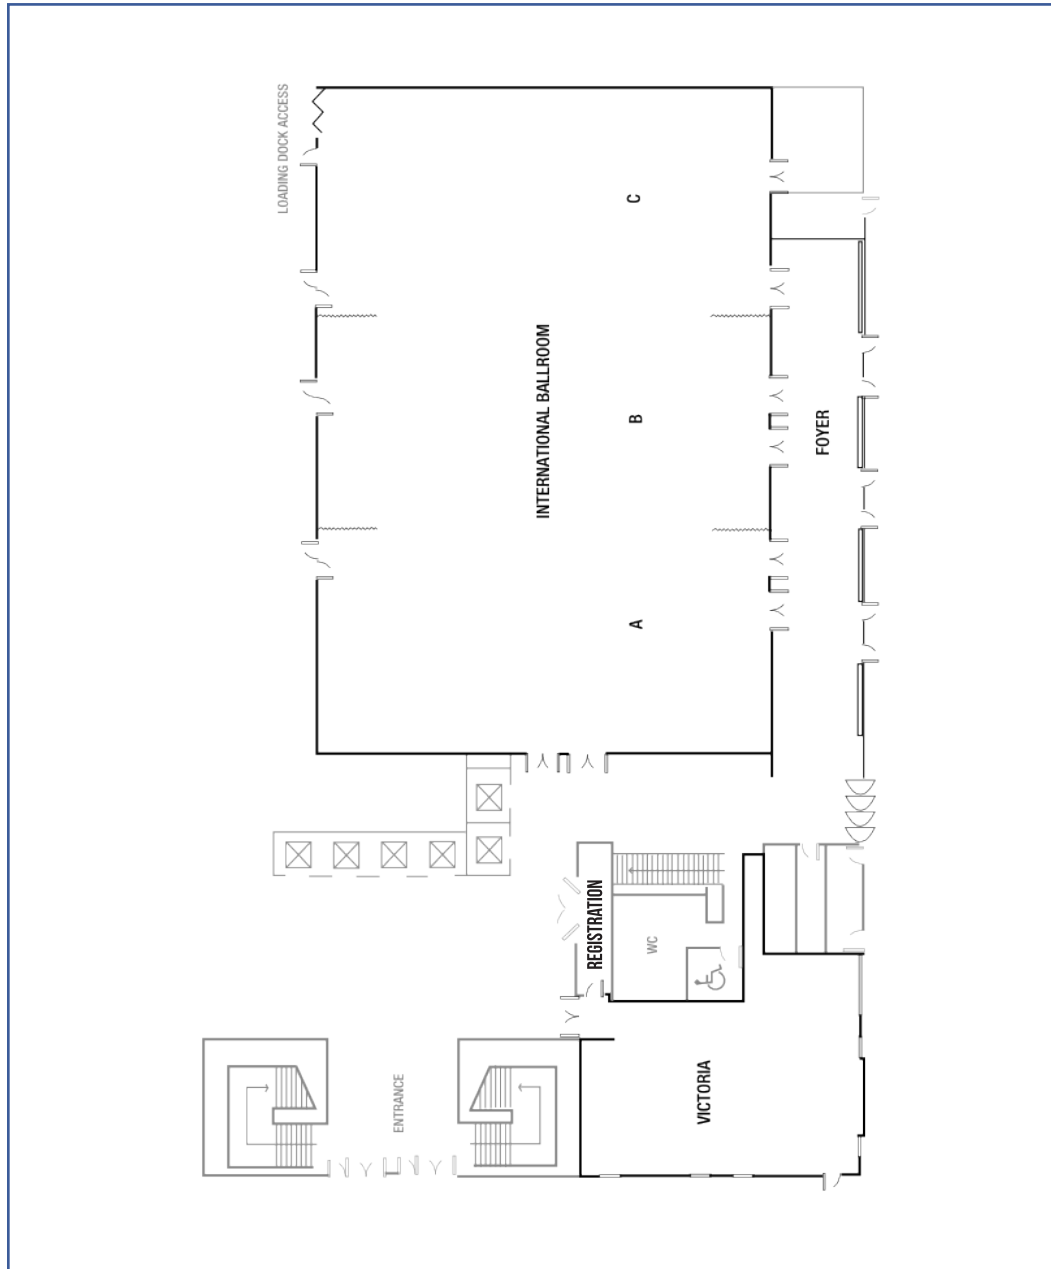 LOADING DOCK ACCESS
C
INTERNATIONAL BALLROOM
B
FOYER
A
REGISTRATION
WC
ENTRANCE
VICTORIA